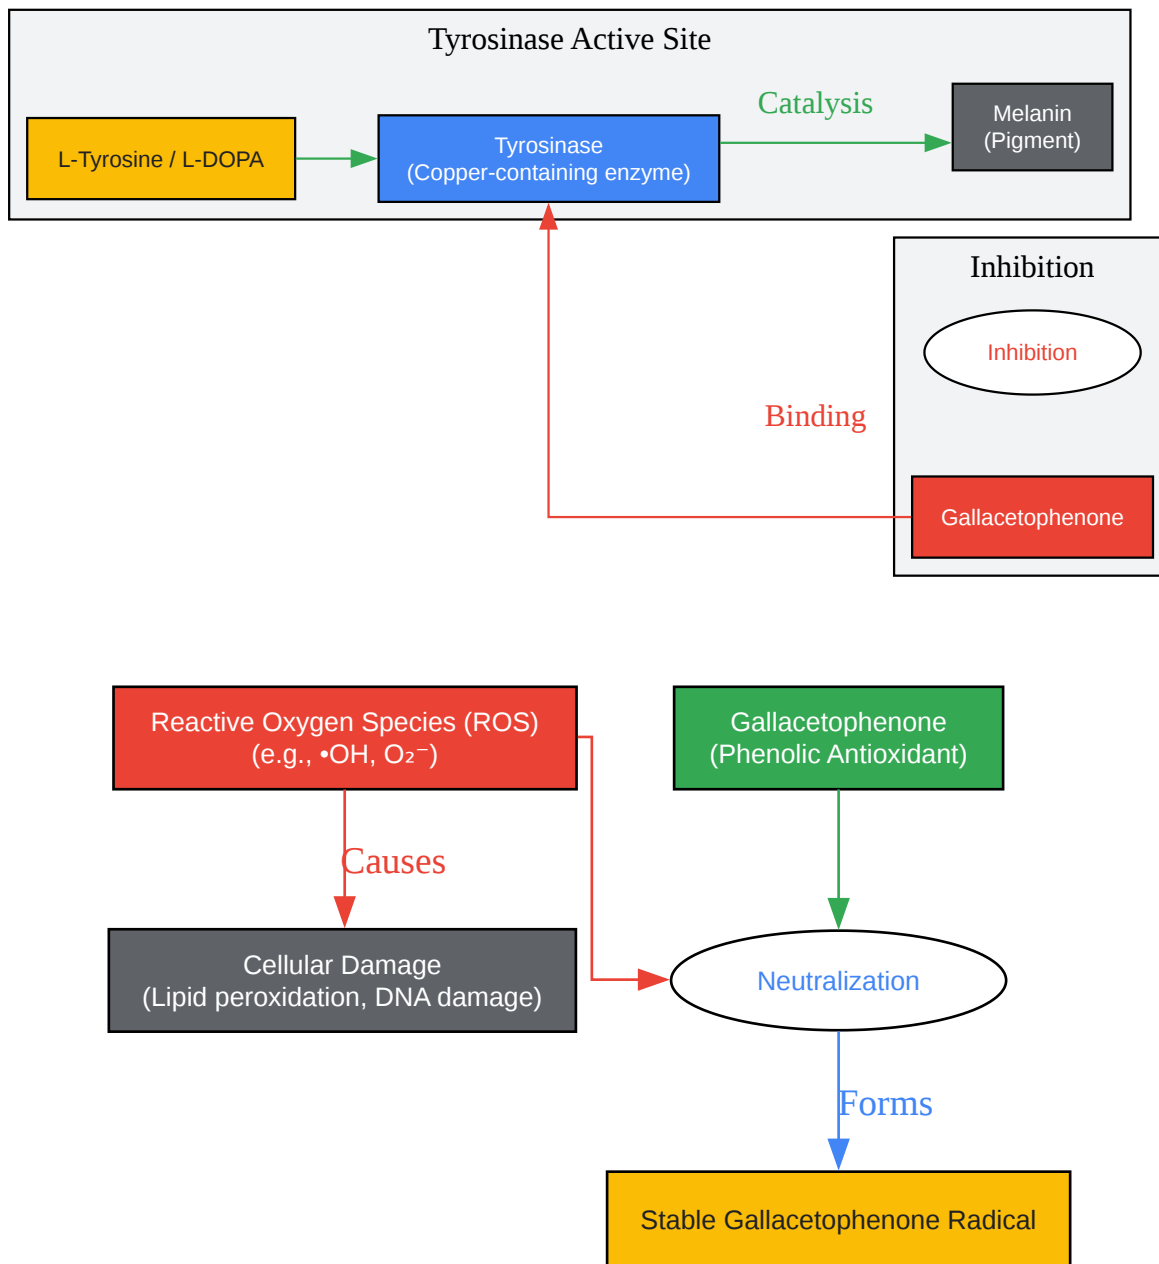 Tyrosinase Active Site
Catalysis
L-Tyrosine / L-DOPA
Tyrosinase
(Copper-containing enzyme)
Melanin
(Pigment)
Inhibition
Inhibition
Binding
Gallacetophenone
Reactive Oxygen Species (ROS)
(e.g., •OH, O₂⁻)
Gallacetophenone
(Phenolic Antioxidant)
Causes
Cellular Damage
(Lipid peroxidation, DNA damage)
Neutralization
Forms
Stable Gallacetophenone Radical